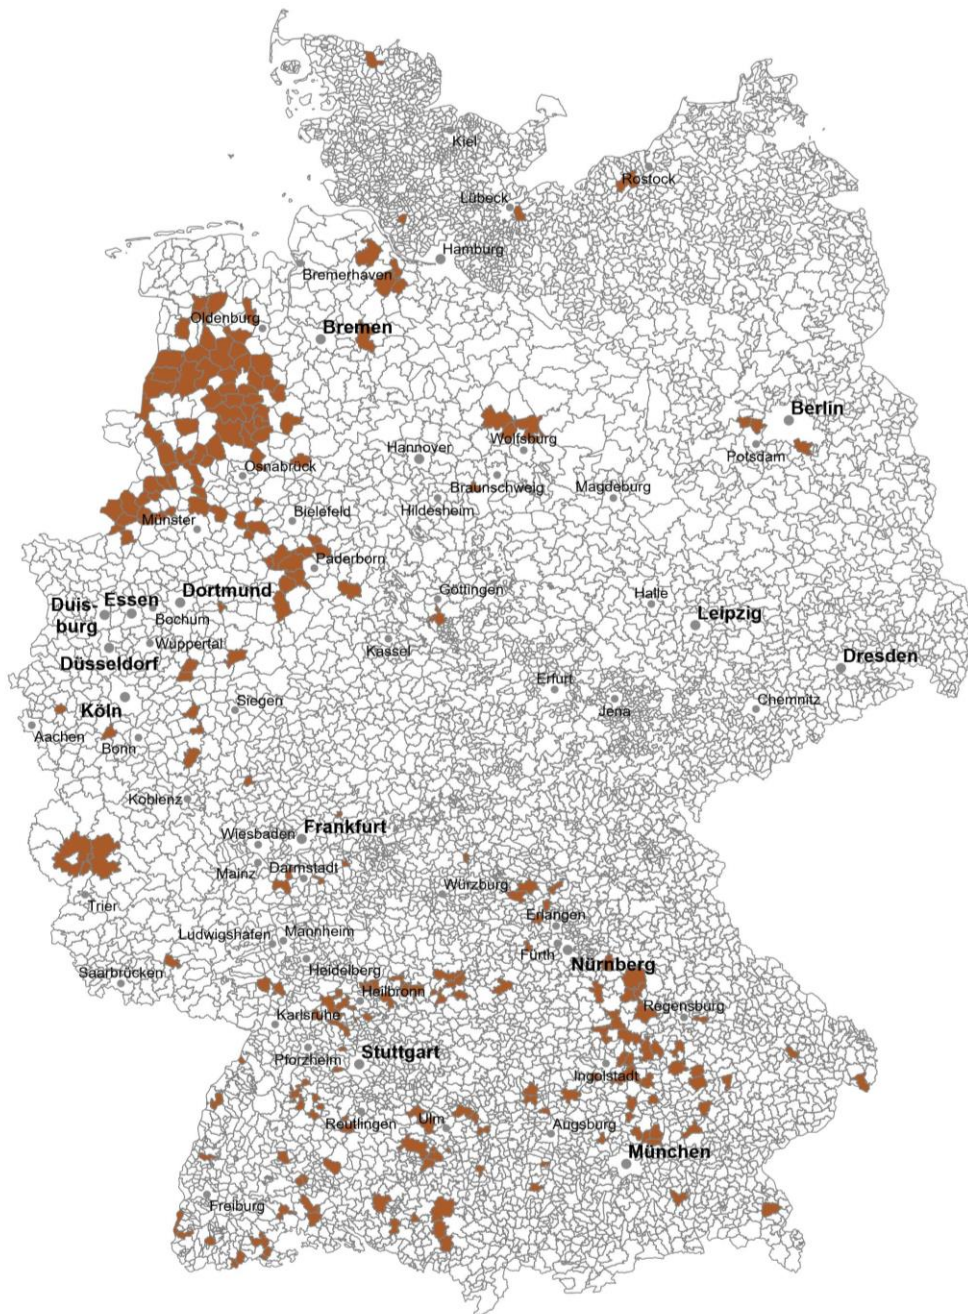 Kiel
Rostock
Lübeck
Hamburg
Bremerhaven
Oldenburg
Bremen
Berlin
Wolfsburg
Hannover
Potsdam
Osnabrück
Braunschweig
Magdeburg
Hildesheim
Bielefeld
Münster
Paderborn
Dortmund
Göttingen
Halle
Duis-
burg
Essen
Bochum
Leipzig
Wuppertal
Kassel
Düsseldorf
Dresden
Erfurt
Siegen
Chemnitz
Köln
Jena
Aachen
Bonn
Koblenz
Wiesbaden
Frankfurt
Mainz
Darmstadt
Würzburg
Trier
Erlangen
Ludwigshafen
Mannheim
Fürth
Nürnberg
Saarbrücken
Heidelberg
Heilbronn
Regensburg
Karlsruhe
Stuttgart
Pforzheim
Ingolstadt
Reutlingen
Ulm
Augsburg
München
Freiburg